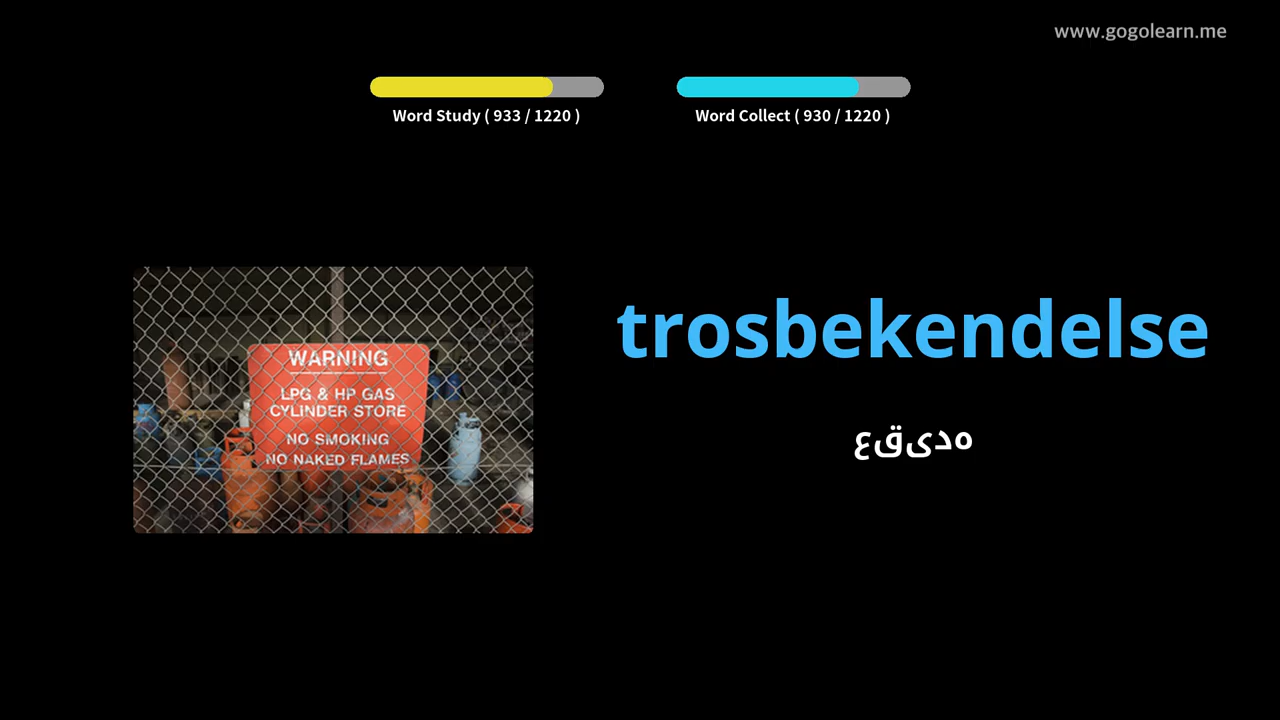 www.gogolearn.me
Word Study ( 933 / 1220 )
Word Collect ( 930 / 1220 )
WARNING
LPG & HP GAS
CYLINDER STORE
NO SMOKING
NO NAKED FLAMES
trosbekendelse
عقیده